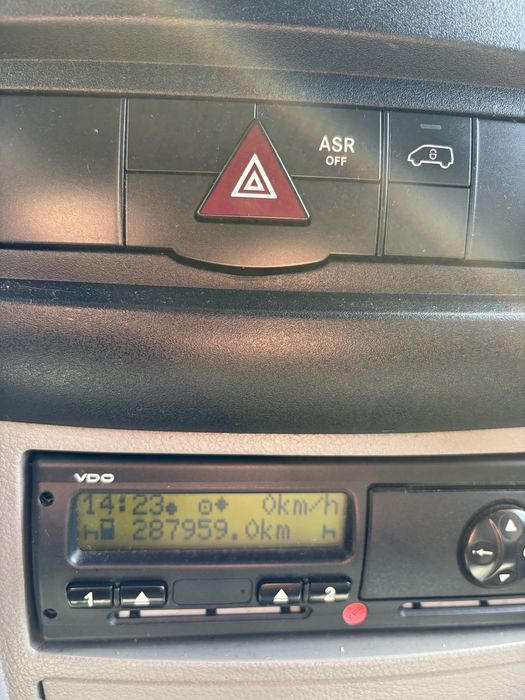 ASR
OFF
VDO
14:23 0km/h
287959.0km
1
2